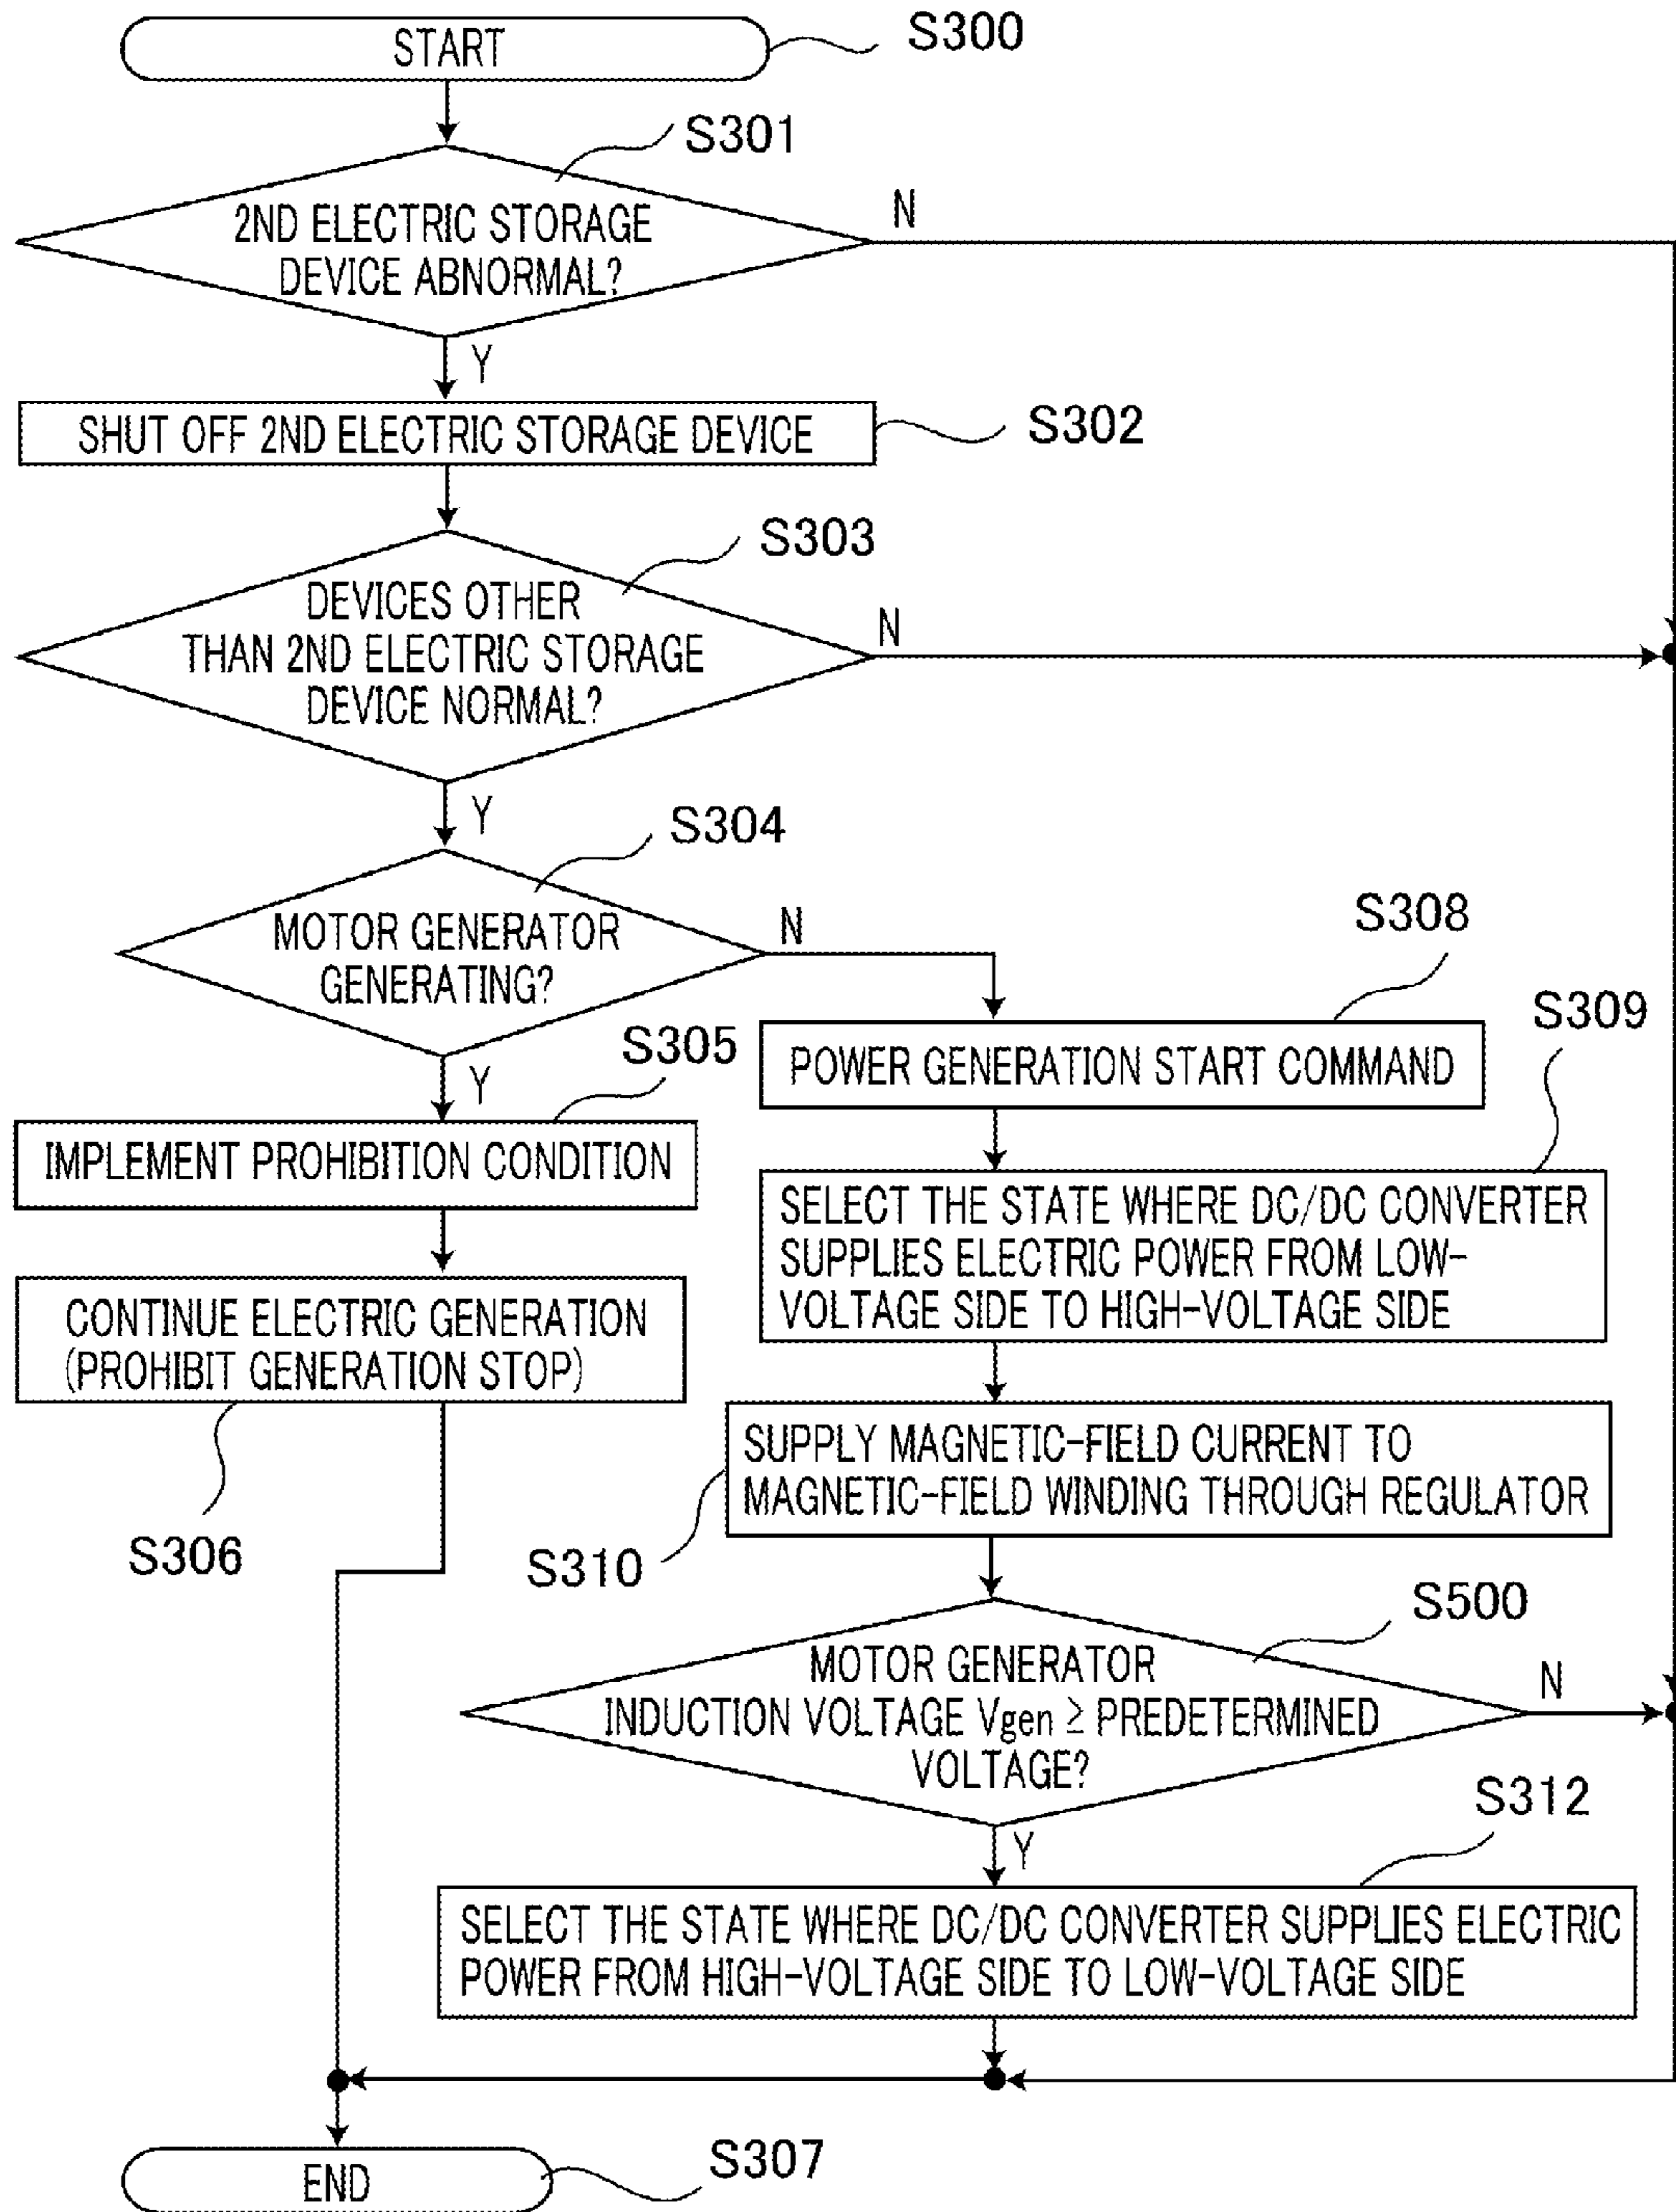 START
S300
S301
2ND ELECTRIC STORAGE
DEVICE ABNORMAL?
N
Y
SHUT OFF 2ND ELECTRIC STORAGE DEVICE
S302
S303
DEVICES OTHER
THAN 2ND ELECTRIC STORAGE
DEVICE NORMAL?
N
Y
S304
MOTOR GENERATOR
GENERATING?
N
Y
S305
IMPLEMENT PROHIBITION CONDITION
CONTINUE ELECTRIC GENERATION
(PROHIBIT GENERATION STOP)
S306
S308
POWER GENERATION START COMMAND
S309
SELECT THE STATE WHERE DC/DC CONVERTER
SUPPLIES ELECTRIC POWER FROM LOW-
VOLTAGE SIDE TO HIGH-VOLTAGE SIDE
SUPPLY MAGNETIC-FIELD CURRENT TO
MAGNETIC-FIELD WINDING THROUGH REGULATOR
S310
S500
MOTOR GENERATOR
INDUCTION VOLTAGE Vgen ≥ PREDETERMINED
VOLTAGE?
N
Y
S312
SELECT THE STATE WHERE DC/DC CONVERTER SUPPLIES ELECTRIC
POWER FROM HIGH-VOLTAGE SIDE TO LOW-VOLTAGE SIDE
END
S307